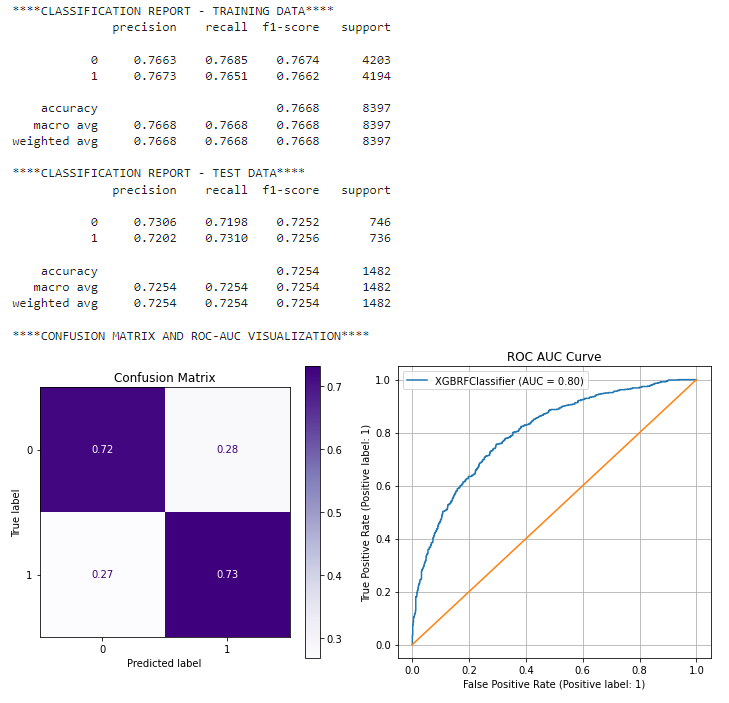 ****CLASSIFICATION REPORT - TRAINING DATA****
precision recall f1-score support
0 0.7663 0.7685 0.7674 4203
1 0.7673 0.7651 0.7662 4194
accuracy 0.7668 8397
macro avg 0.7668 0.7668 0.7668 8397
weighted avg 0.7668 0.7668 0.7668 8397
****CLASSIFICATION REPORT - TEST DATA****
precision recall f1-score support
0 0.7306 0.7198 0.7252 746
1 0.7202 0.7310 0.7256 736
accuracy 0.7254 1482
macro avg 0.7254 0.7254 0.7254 1482
weighted avg 0.7254 0.7254 0.7254 1482
****CONFUSION MATRIX AND ROC-AUC VISUALIZATION****
Confusion Matrix
True label
0
1
0.72 0.28
0.27 0.73
0 1
Predicted label
0.7
0.6
0.5
0.4
0.3
ROC AUC Curve
XGBRFClassifier (AUC = 0.80)
True Positive Rate (Positive label: 1)
1.0
0.8
0.6
0.4
0.2
0.0
0.0 0.2 0.4 0.6 0.8 1.0
False Positive Rate (Positive label: 1)